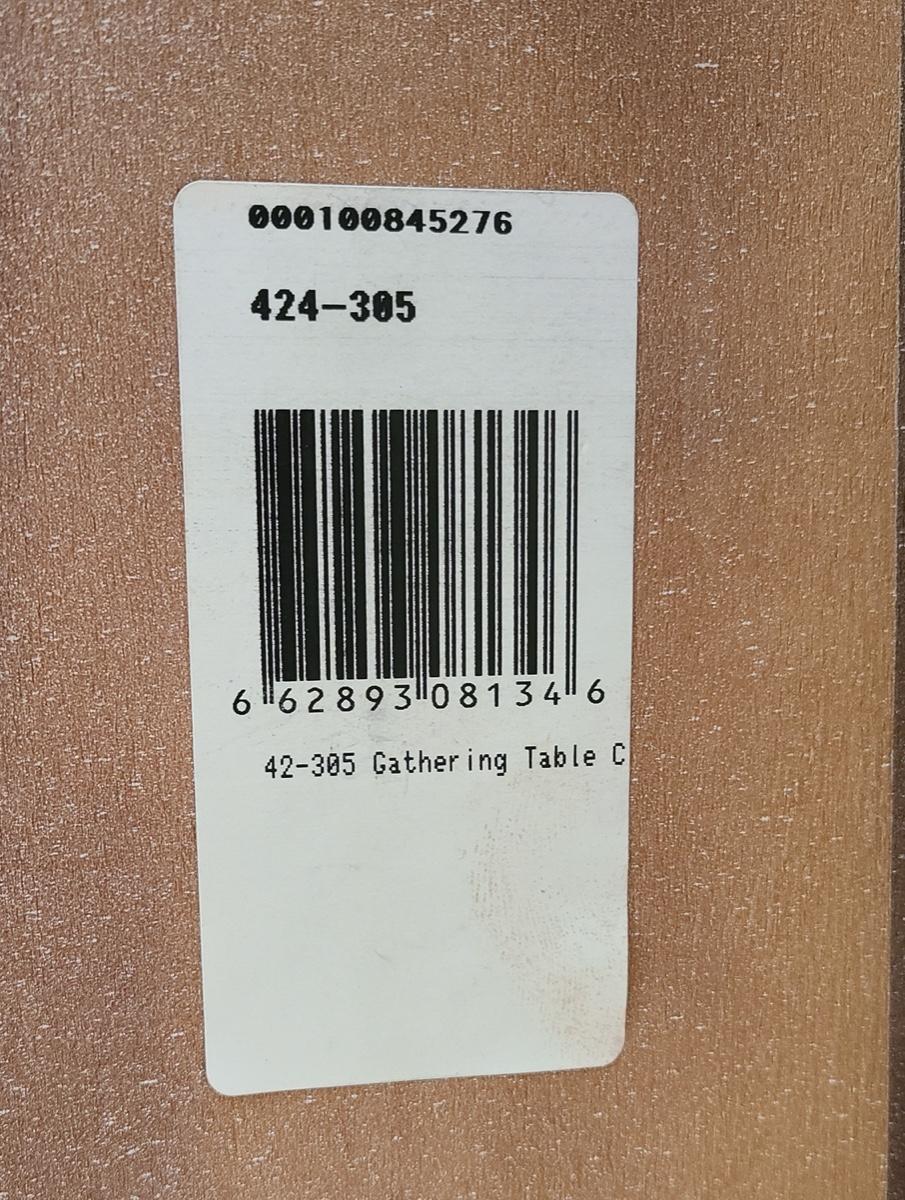 000100845276
424-305
6 62893 08134 6
42-305 Gathering Table C